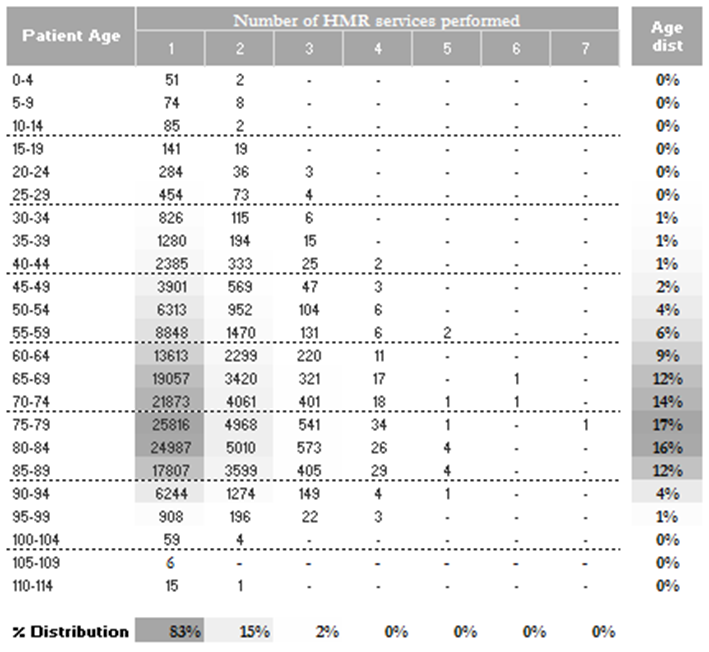 Patient Age Number of HMR services performed Age dist
1 2 3 4 5 6 7
0-4 51 2 - - - - - 0%
5-9 74 8 - - - - - 0%
10-14 85 2 - - - - - 0%
15-19 141 19 - - - - - 0%
20-24 284 36 3 - - - - 0%
25-29 454 73 4 - - - - 0%
30-34 826 115 6 - - - - 1%
35-39 1280 194 15 - - - - 1%
40-44 2385 333 25 2 - - - 1%
45-49 3901 569 47 3 - - - 2%
50-54 6313 952 104 6 - - - 4%
55-59 8848 1470 131 6 2 - - 6%
60-64 13613 2299 220 11 - - - 9%
65-69 19057 3420 321 17 - 1 - 12%
70-74 21873 4061 401 18 1 1 - 14%
75-79 25816 4968 541 34 1 - 1 17%
80-84 24987 5010 573 26 4 - - 16%
85-89 17807 3599 405 29 4 - - 12%
90-94 6244 1274 149 4 1 - - 4%
95-99 908 196 22 3 - - - 1%
100-104 59 4 - - - - - 0%
105-109 6 - - - - - - 0%
110-114 15 1 - - - - - 0%
% Distribution 83% 15% 2% 0% 0% 0% 0%